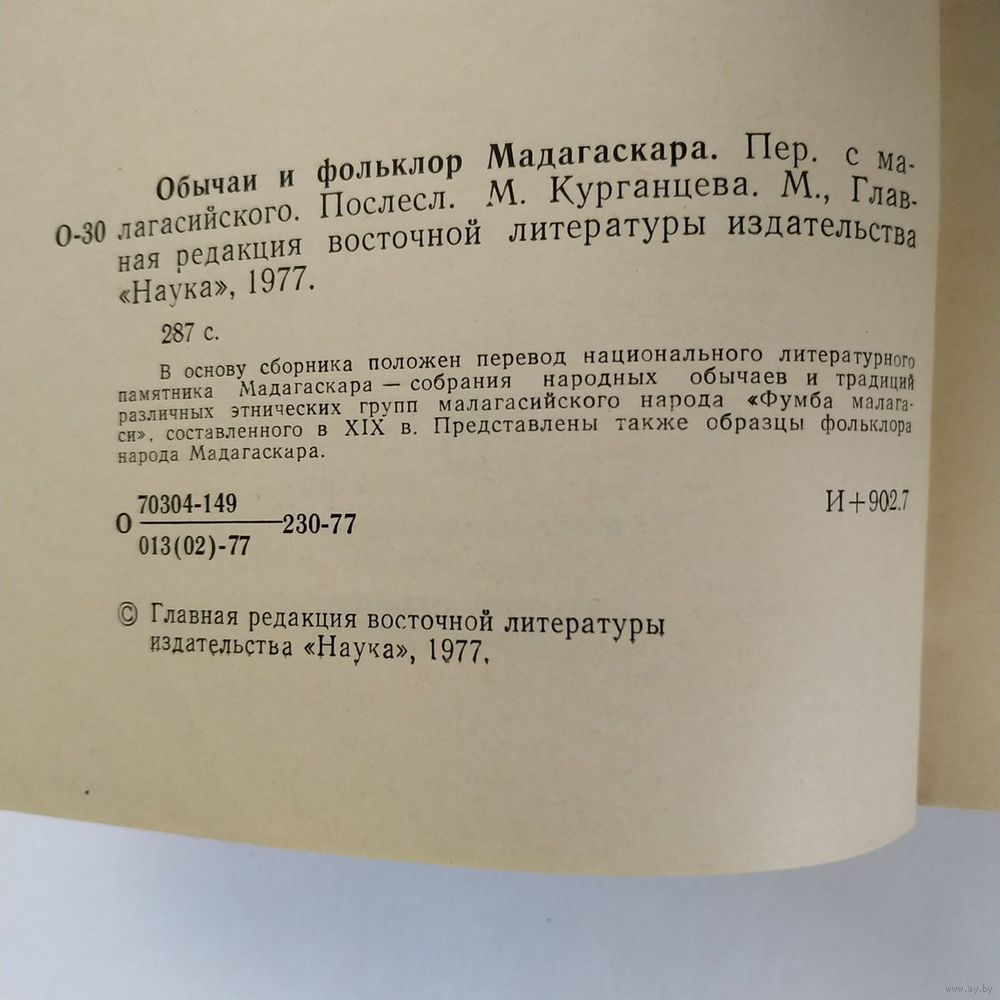 Обычаи и фольклор Мадагаскара. Пер. с ма-
О-30 лагасийского. Послесл. М. Курганцева. М., Глав-
ная редакция восточной литературы издательства
«Наука», 1977.
287 с.
В основу сборника положен перевод национального литературного
памятника Мадагаскара — собрания народных обычаев и традиций
различных этнических групп малагасийского народа «Фумба малага-
си», составленного в XIX в. Представлены также образцы фольклора
народа Мадагаскара.
70304-149
О 230-77
013(02)-77
И+902.7
© Главная редакция восточной литературы
издательства «Наука», 1977.
www.ay.by